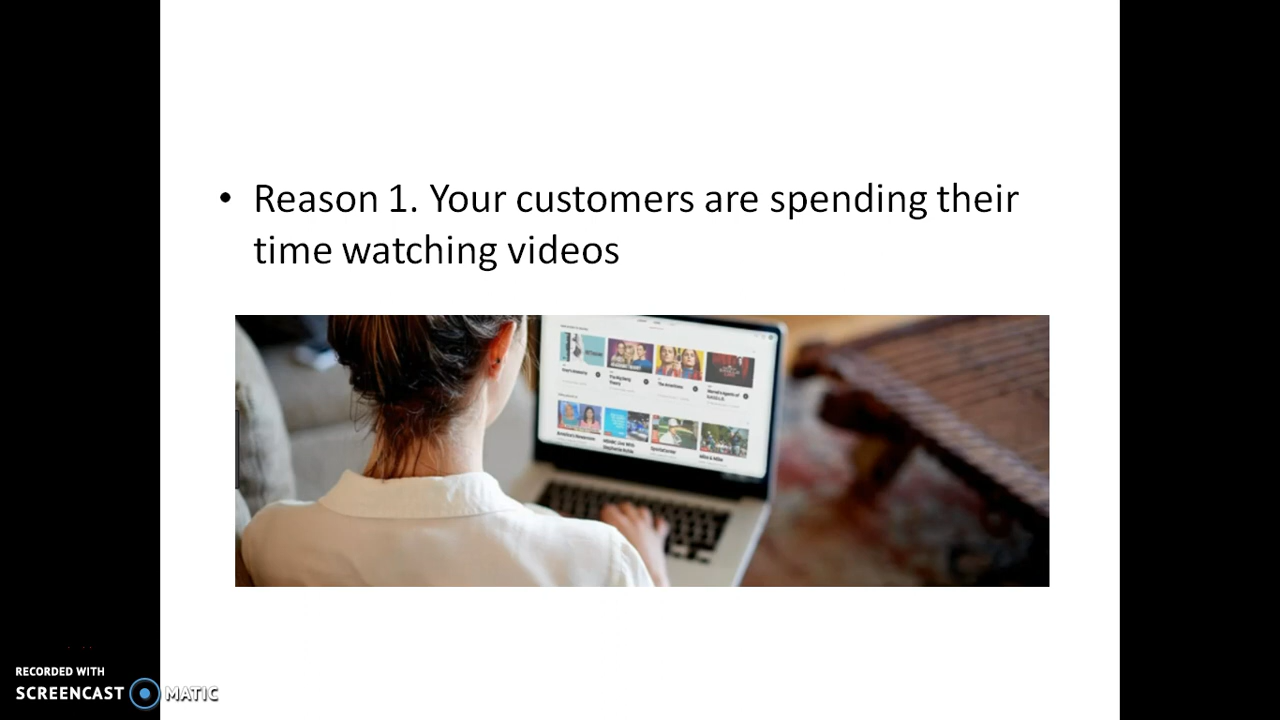 • Reason 1. Your customers are spending their
time watching videos
RECORDED WITH
SCREENCAST MATIC